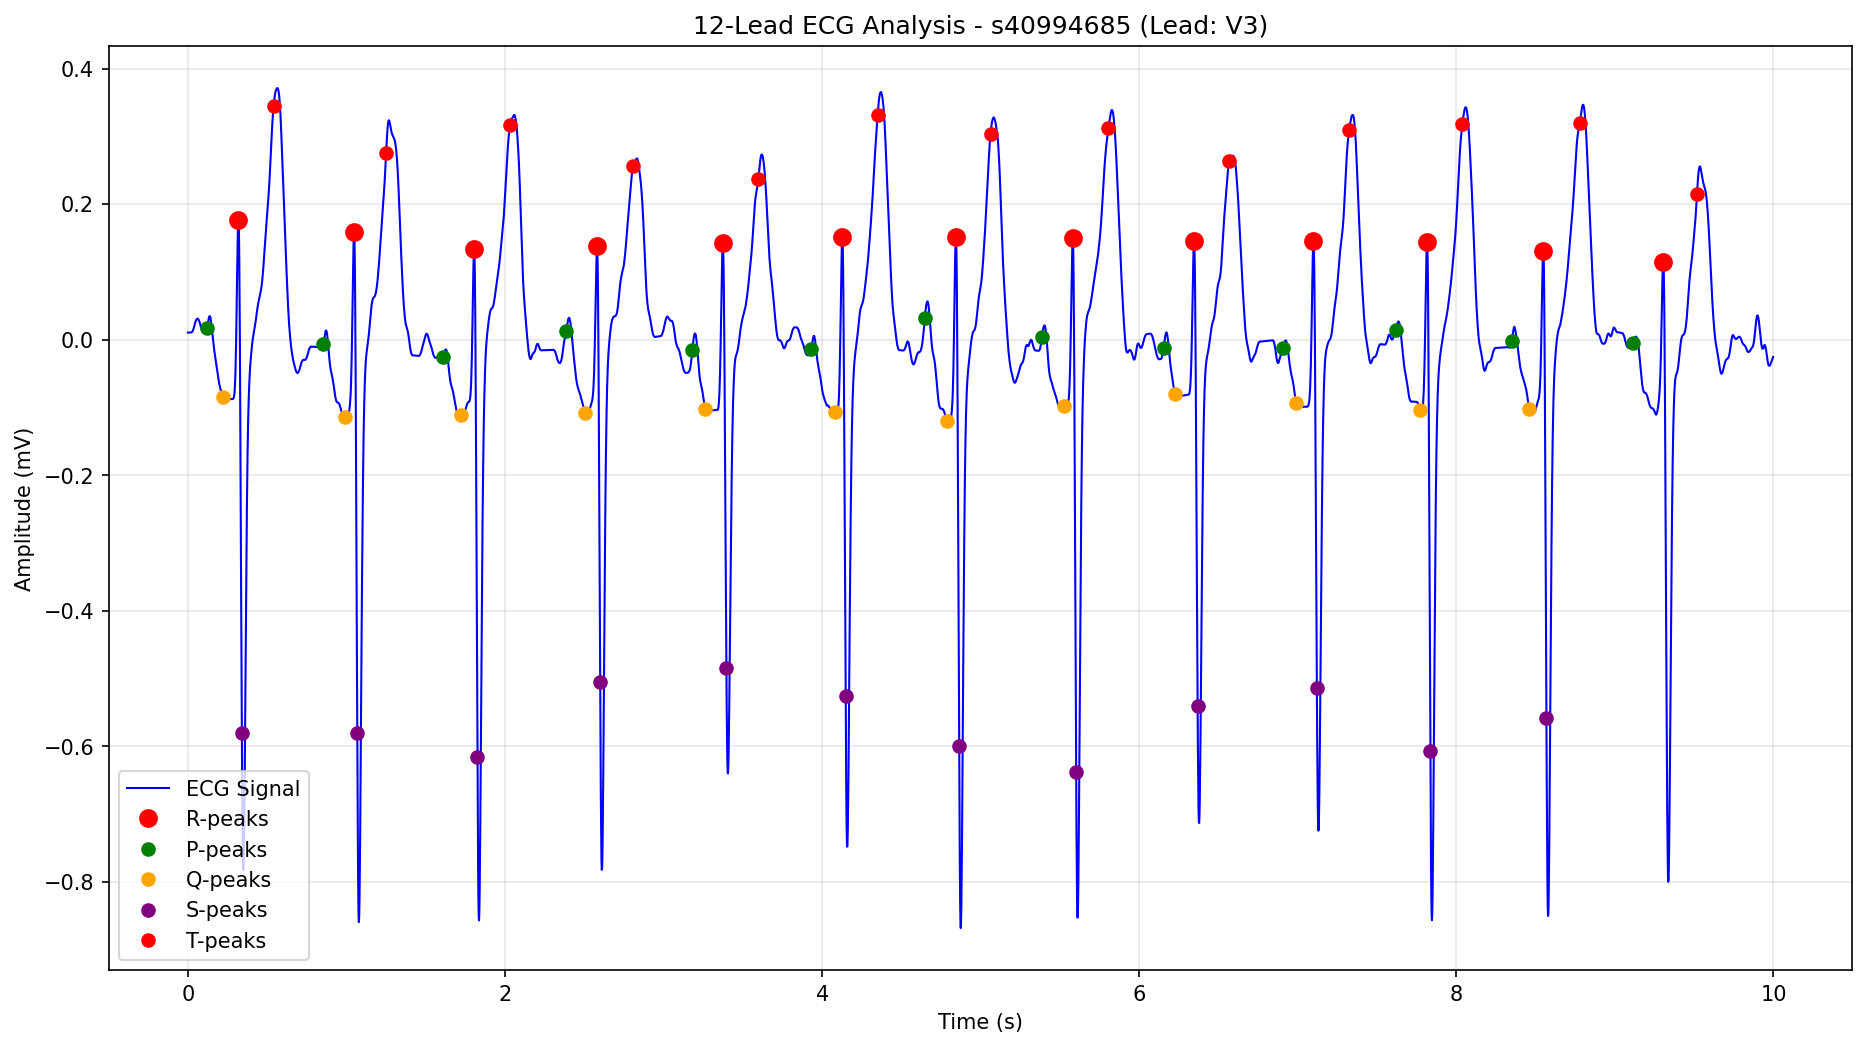 12-Lead ECG Analysis - s40994685 (Lead: V3)
0.4
0.2
0.0
−0.2
−0.4
−0.6
−0.8
Amplitude (mV)
ECG Signal
R-peaks
P-peaks
Q-peaks
S-peaks
T-peaks
0 2 4 6 8 10
Time (s)